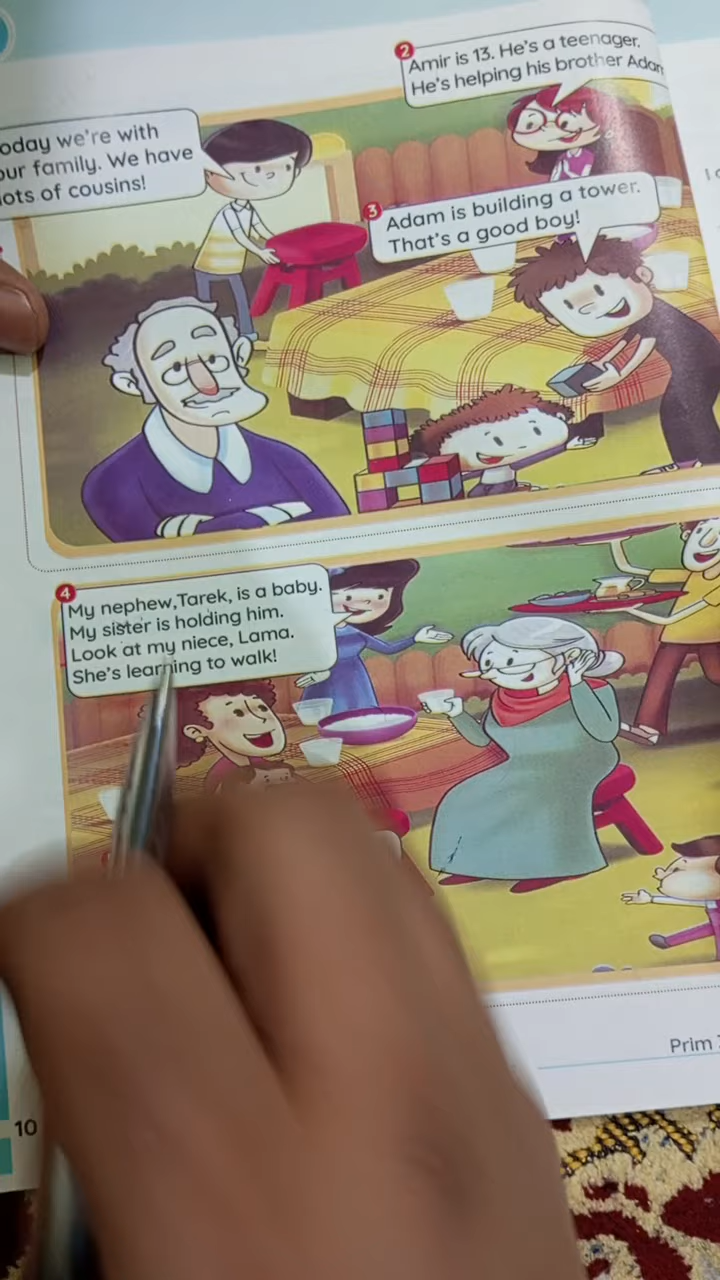 oday we're with
our family. We have
lots of cousins!
2
Amir is 13. He's a teenager.
He's helping his brother Adam
3
Adam is building a tower.
That's a good boy!
4
My nephew, Tarek, is a baby.
My sister is holding him.
Look at my niece, Lama.
She's learning to walk!
Prim
10